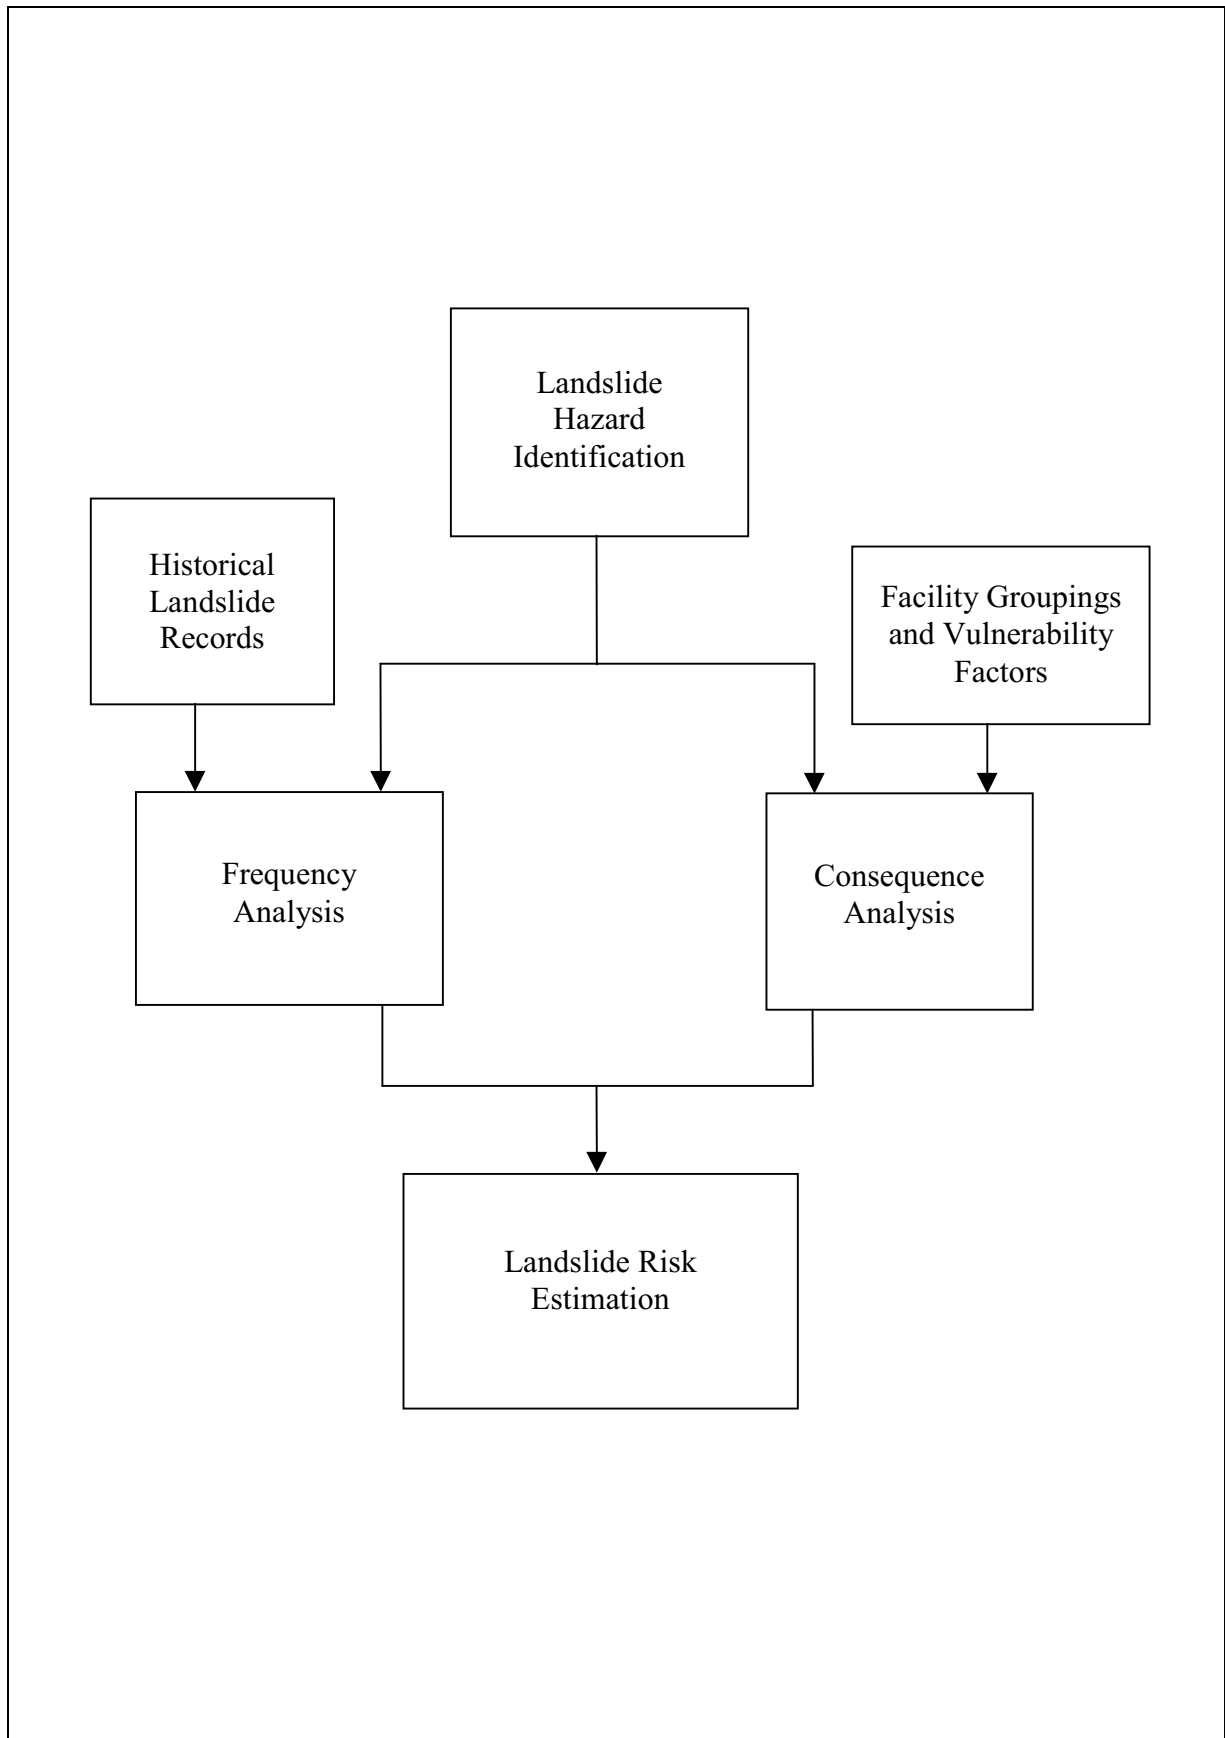 Landslide
Hazard
Identification
Historical
Landslide
Records
Facility Groupings
and Vulnerability
Factors
Frequency
Analysis
Consequence
Analysis
Landslide Risk
Estimation